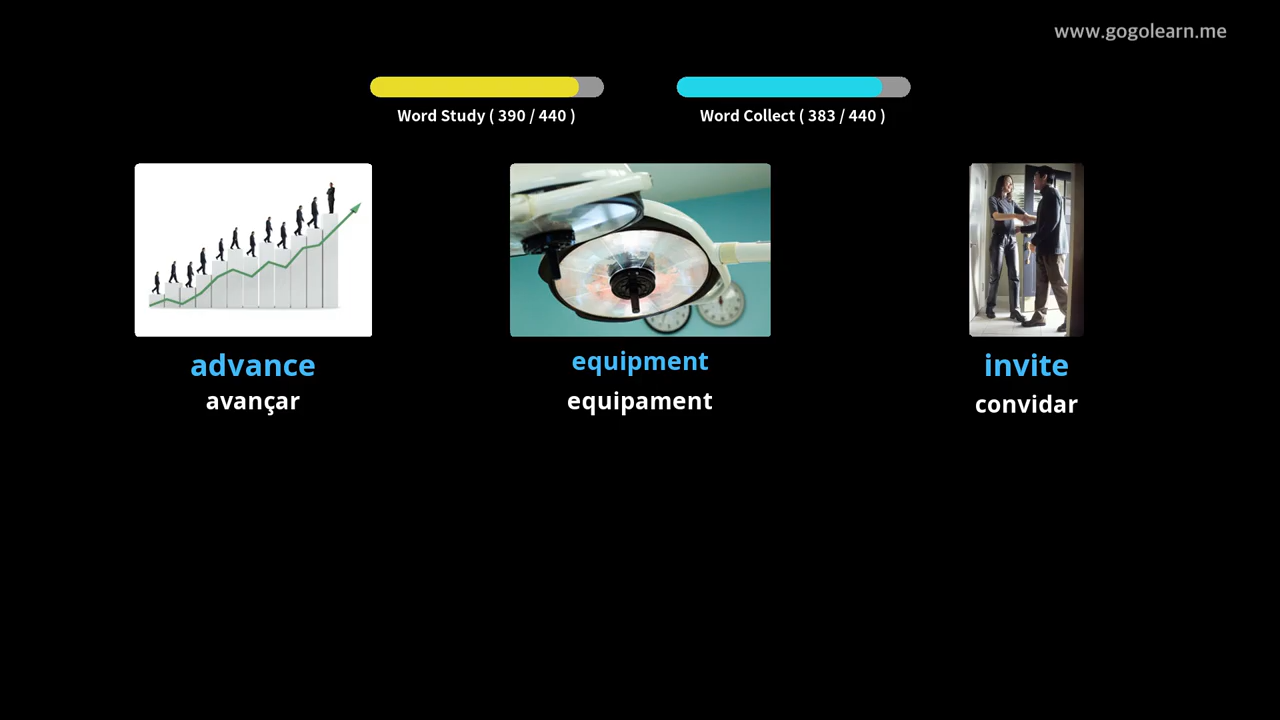 www.gogolearn.me
Word Study ( 390 / 440 )
Word Collect ( 383 / 440 )
advance
avançar
equipment
equipament
invite
convidar